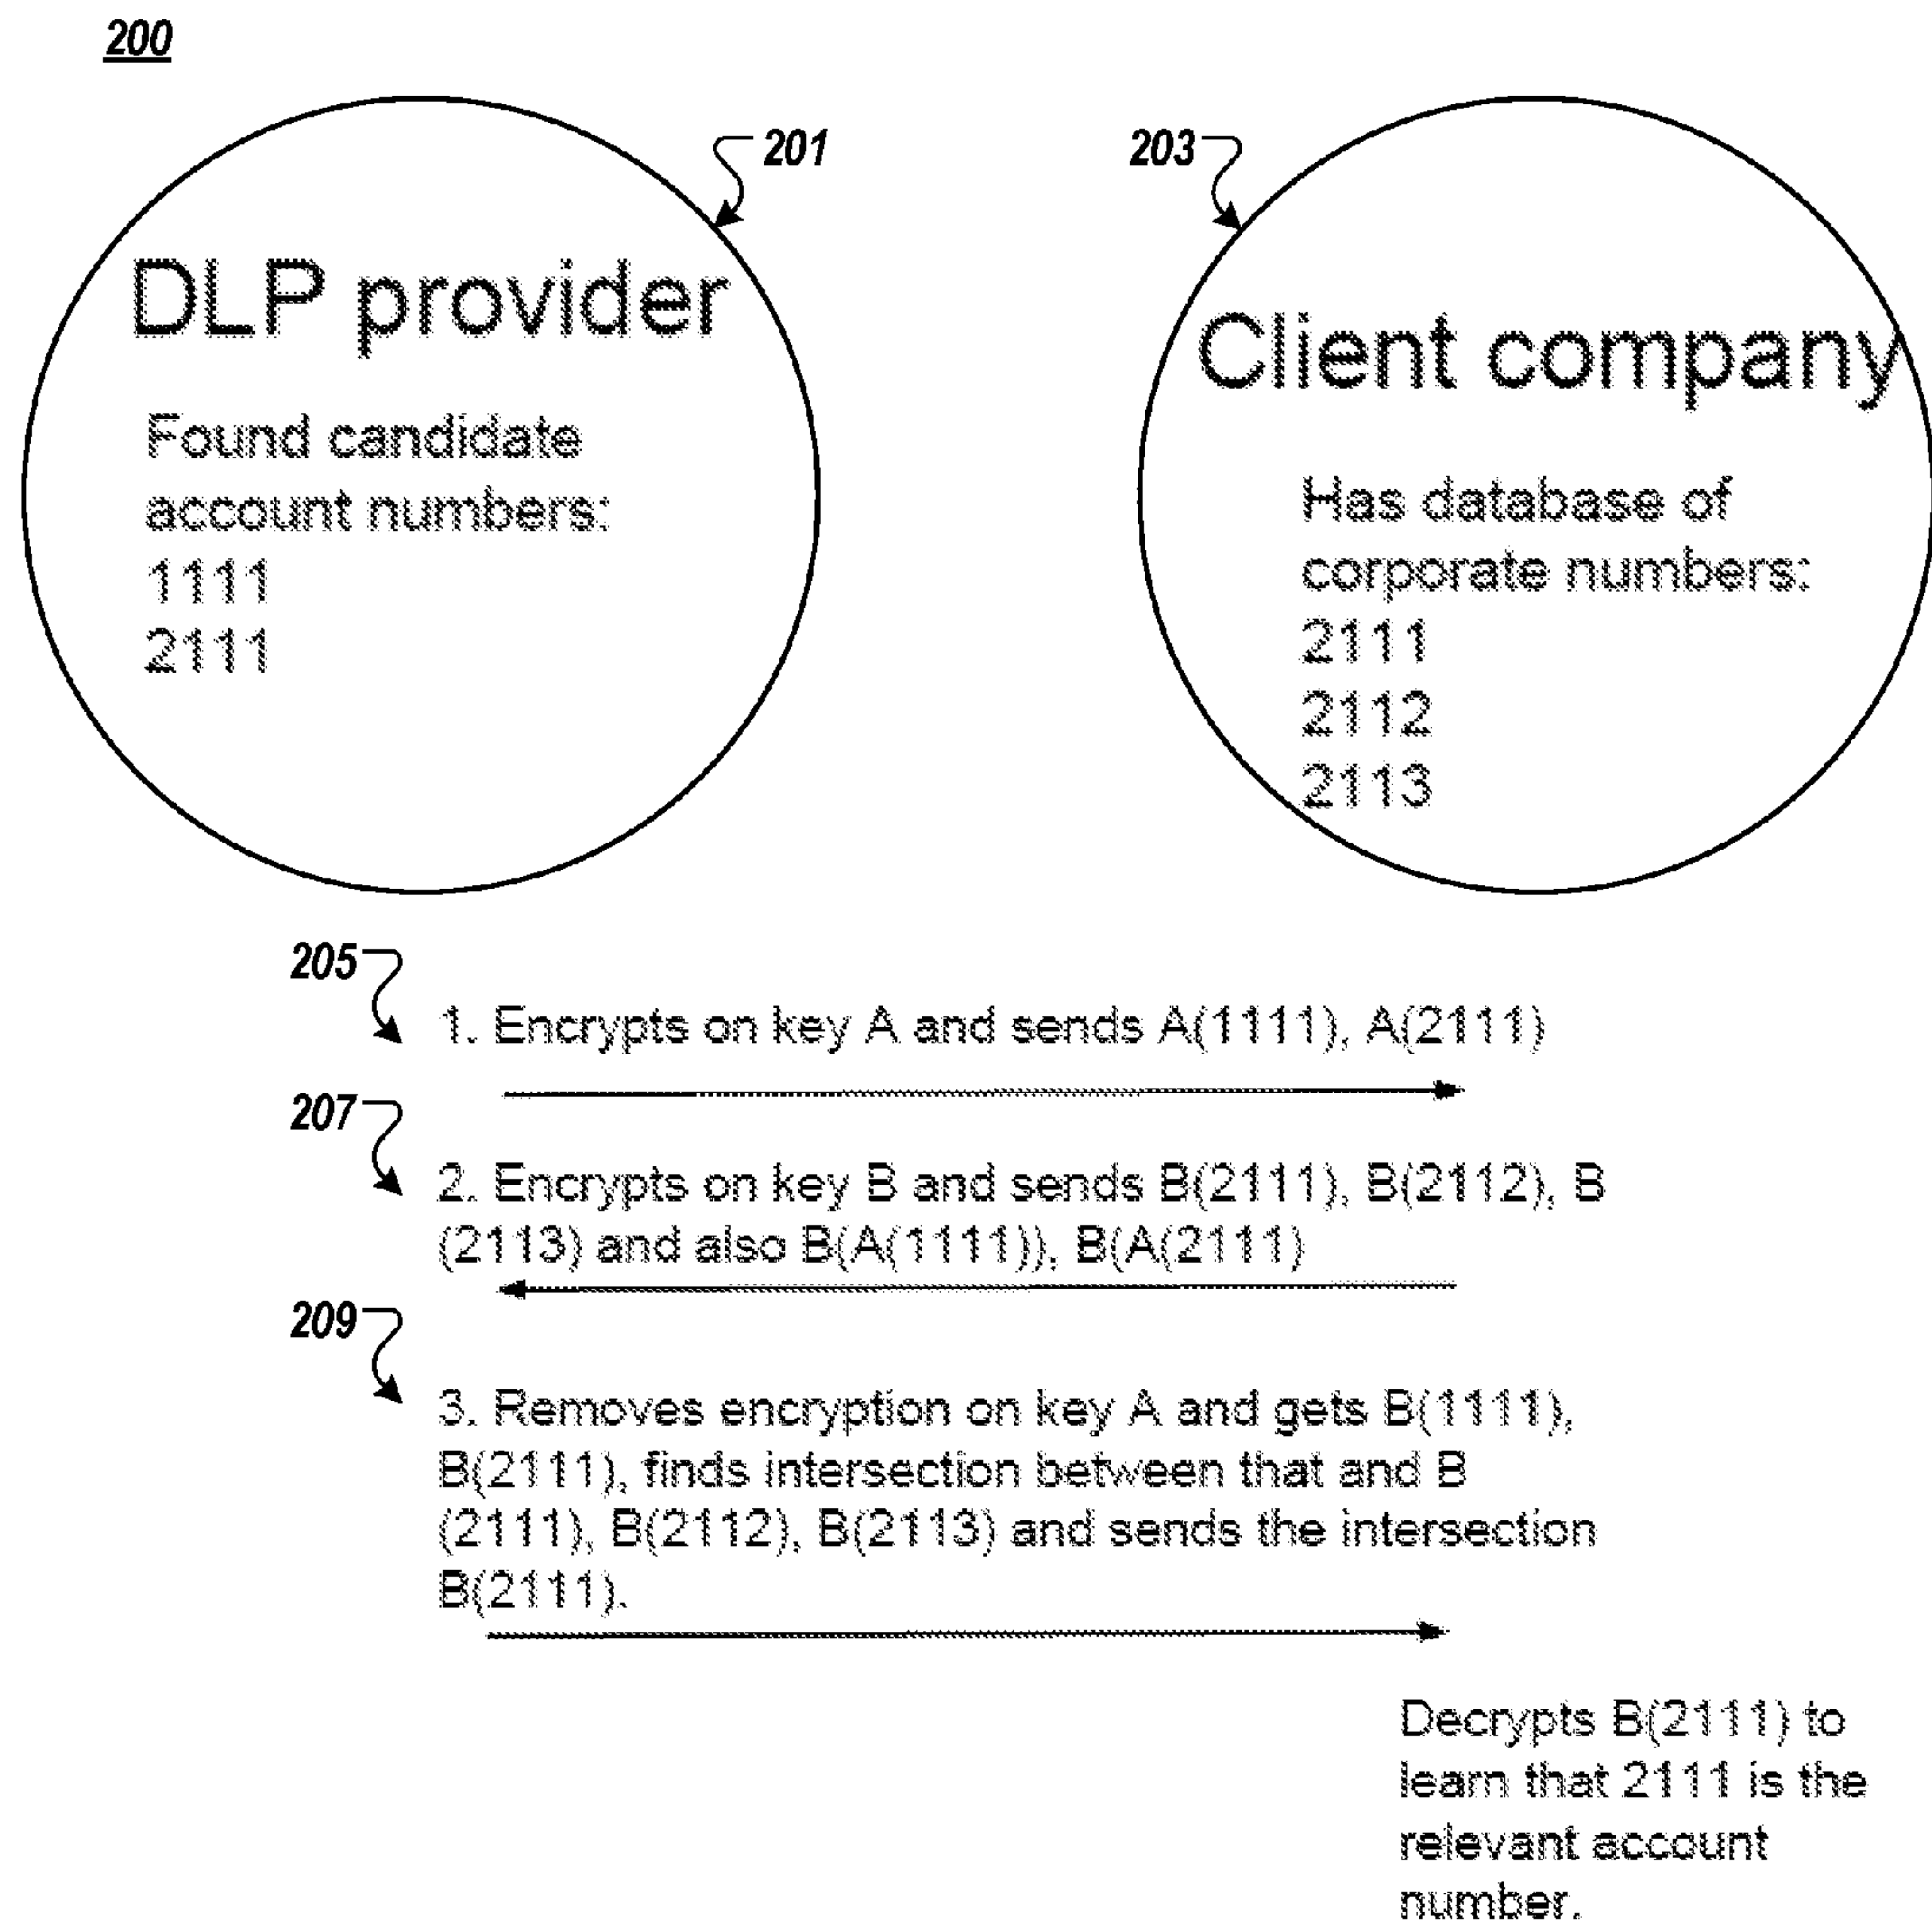 200
201
203
DLP provider
Found candidate
account numbers:
1111
2111
Client company
Has database of
corporate numbers:
2111
2112
2113
205
1. Encrypts on key A and sends A(1111), A(2111)
207
2. Encrypts on key B and sends B(2111), B(2112), B
(2113) and also B(A(1111)), B(A(2111)
209
3. Removes encryption on key A and gets B(1111),
B(2111), finds intersection between that and B
(2111), B(2112), B(2113) and sends the intersection
B(2111).
Decrypts B(2111) to
learn that 2111 is the
relevant account
number.